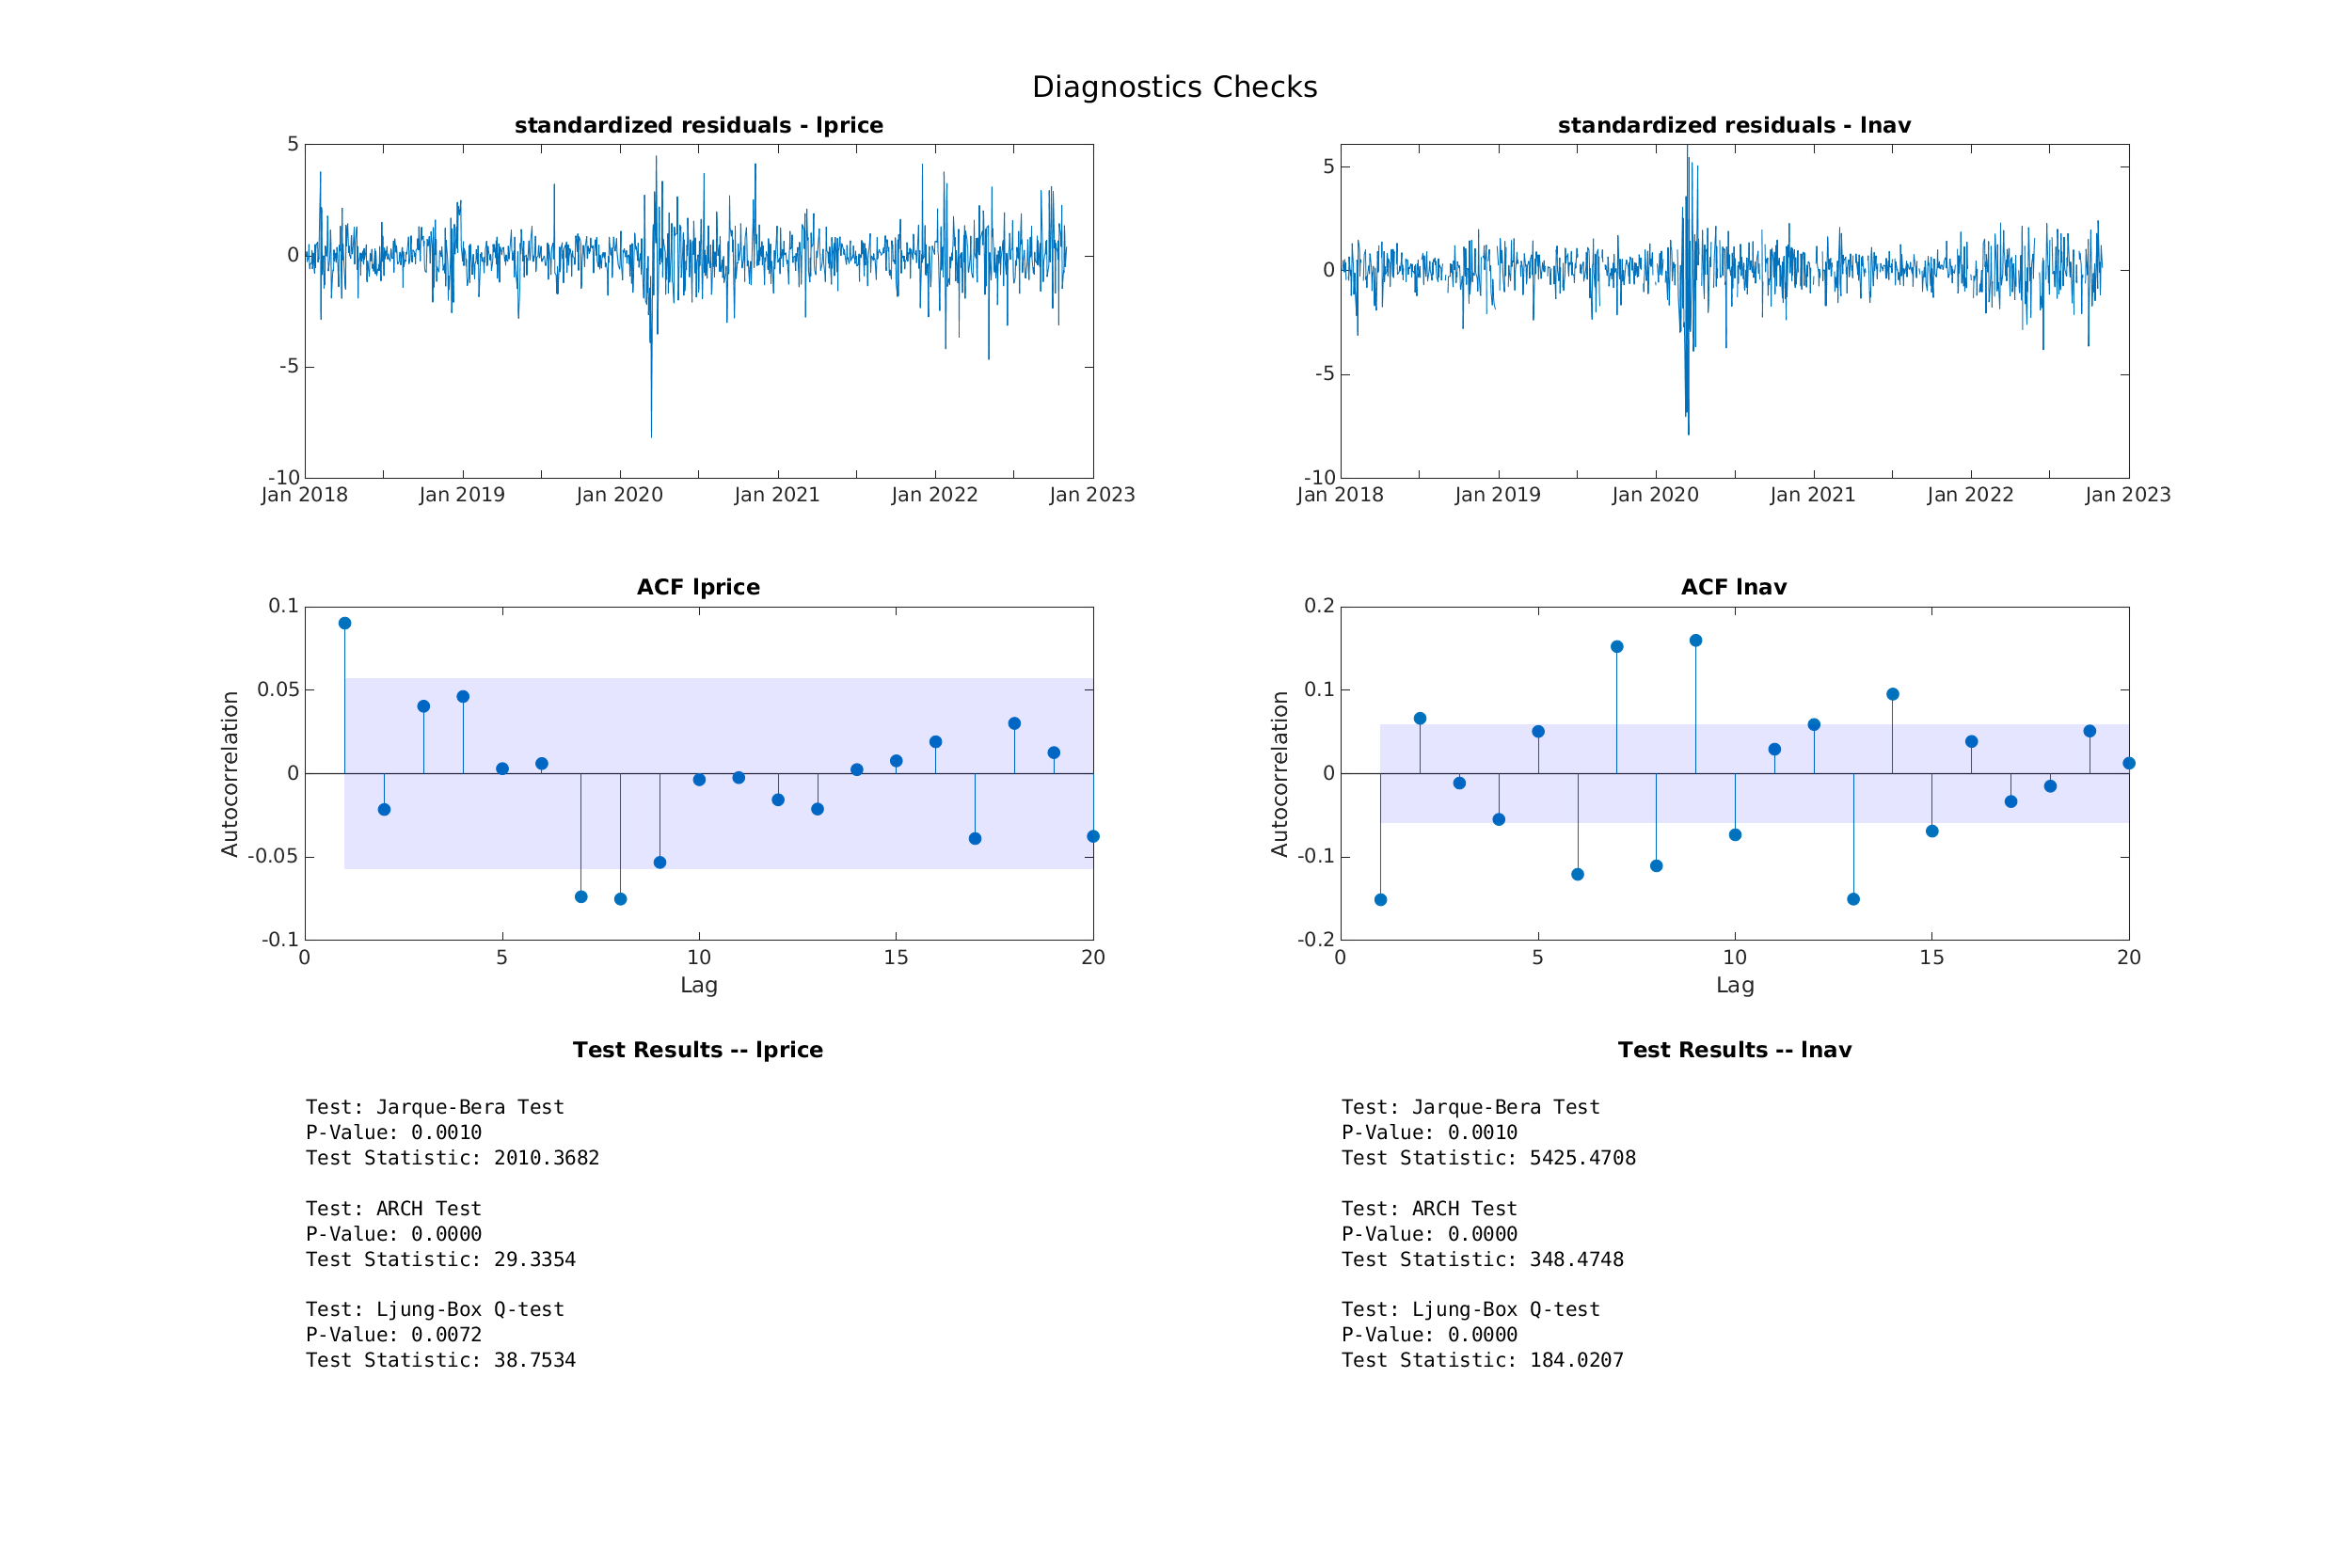 Diagnostics Checks
standardized residuals - lprice
5
0
-5
-10
Jan 2018 Jan 2019 Jan 2020 Jan 2021 Jan 2022 Jan 2023
standardized residuals - lnav
5
0
-5
-10
Jan 2018 Jan 2019 Jan 2020 Jan 2021 Jan 2022 Jan 2023
ACF lprice
Autocorrelation
0.1
0.05
0
-0.05
-0.1
0 5 10 15 20
Lag
ACF lnav
Autocorrelation
0.2
0.1
0
-0.1
-0.2
0 5 10 15 20
Lag
Test Results -- lprice
Test: Jarque-Bera Test
P-Value: 0.0010
Test Statistic: 2010.3682
Test: ARCH Test
P-Value: 0.0000
Test Statistic: 29.3354
Test: Ljung-Box Q-test
P-Value: 0.0072
Test Statistic: 38.7534
Test Results -- lnav
Test: Jarque-Bera Test
P-Value: 0.0010
Test Statistic: 5425.4708
Test: ARCH Test
P-Value: 0.0000
Test Statistic: 348.4748
Test: Ljung-Box Q-test
P-Value: 0.0000
Test Statistic: 184.0207